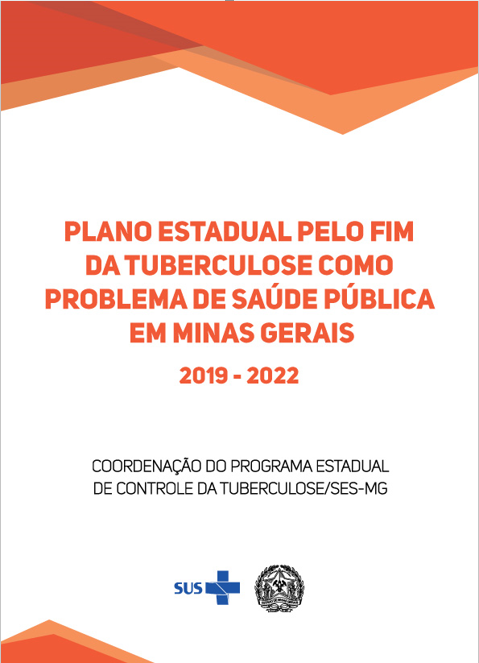 PLANO ESTADUAL PELO FIM
DA TUBERCULOSE COMO
PROBLEMA DE SAÚDE PÚBLICA
EM MINAS GERAIS
2019 - 2022
COORDENAÇÃO DO PROGRAMA ESTADUAL
DE CONTROLE DA TUBERCULOSE/SES-MG
SUS